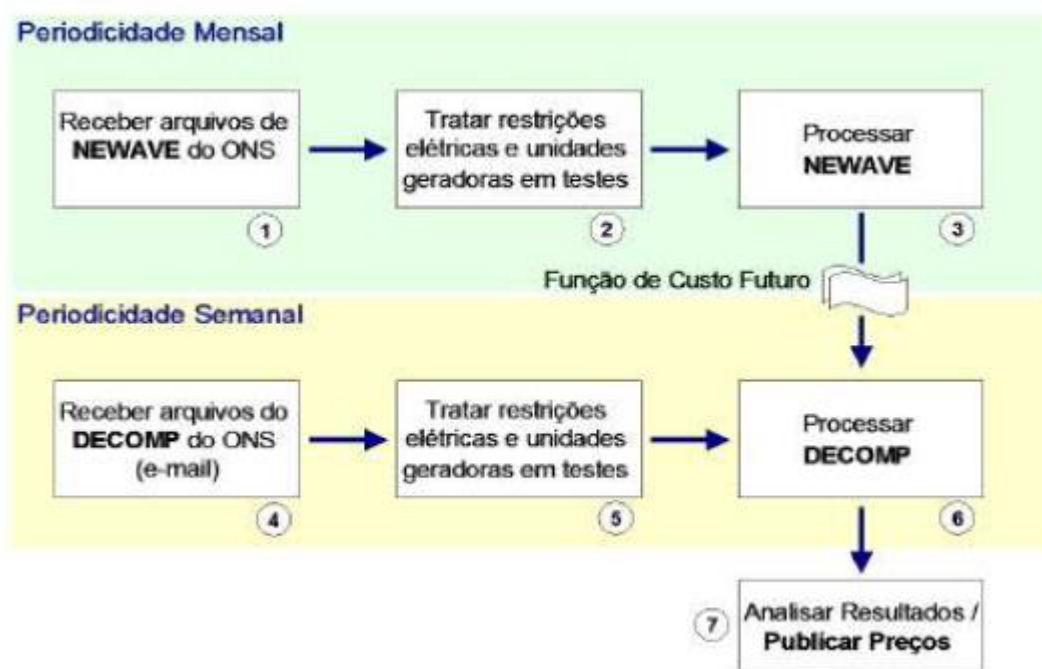 Periodicidade Mensal
Receber arquivos de
NEWAVE do ONS
1
Tratar restrições
elétricas e unidades
geradoras em testes
2
Processar
NEWAVE
3
Função de Custo Futuro
Periodicidade Semanal
Receber arquivos do
DECOMP do ONS
(e-mail)
4
Tratar restrições
elétricas e unidades
geradoras em testes
5
Processar
DECOMP
6
7
Analisar Resultados /
Publicar Preços